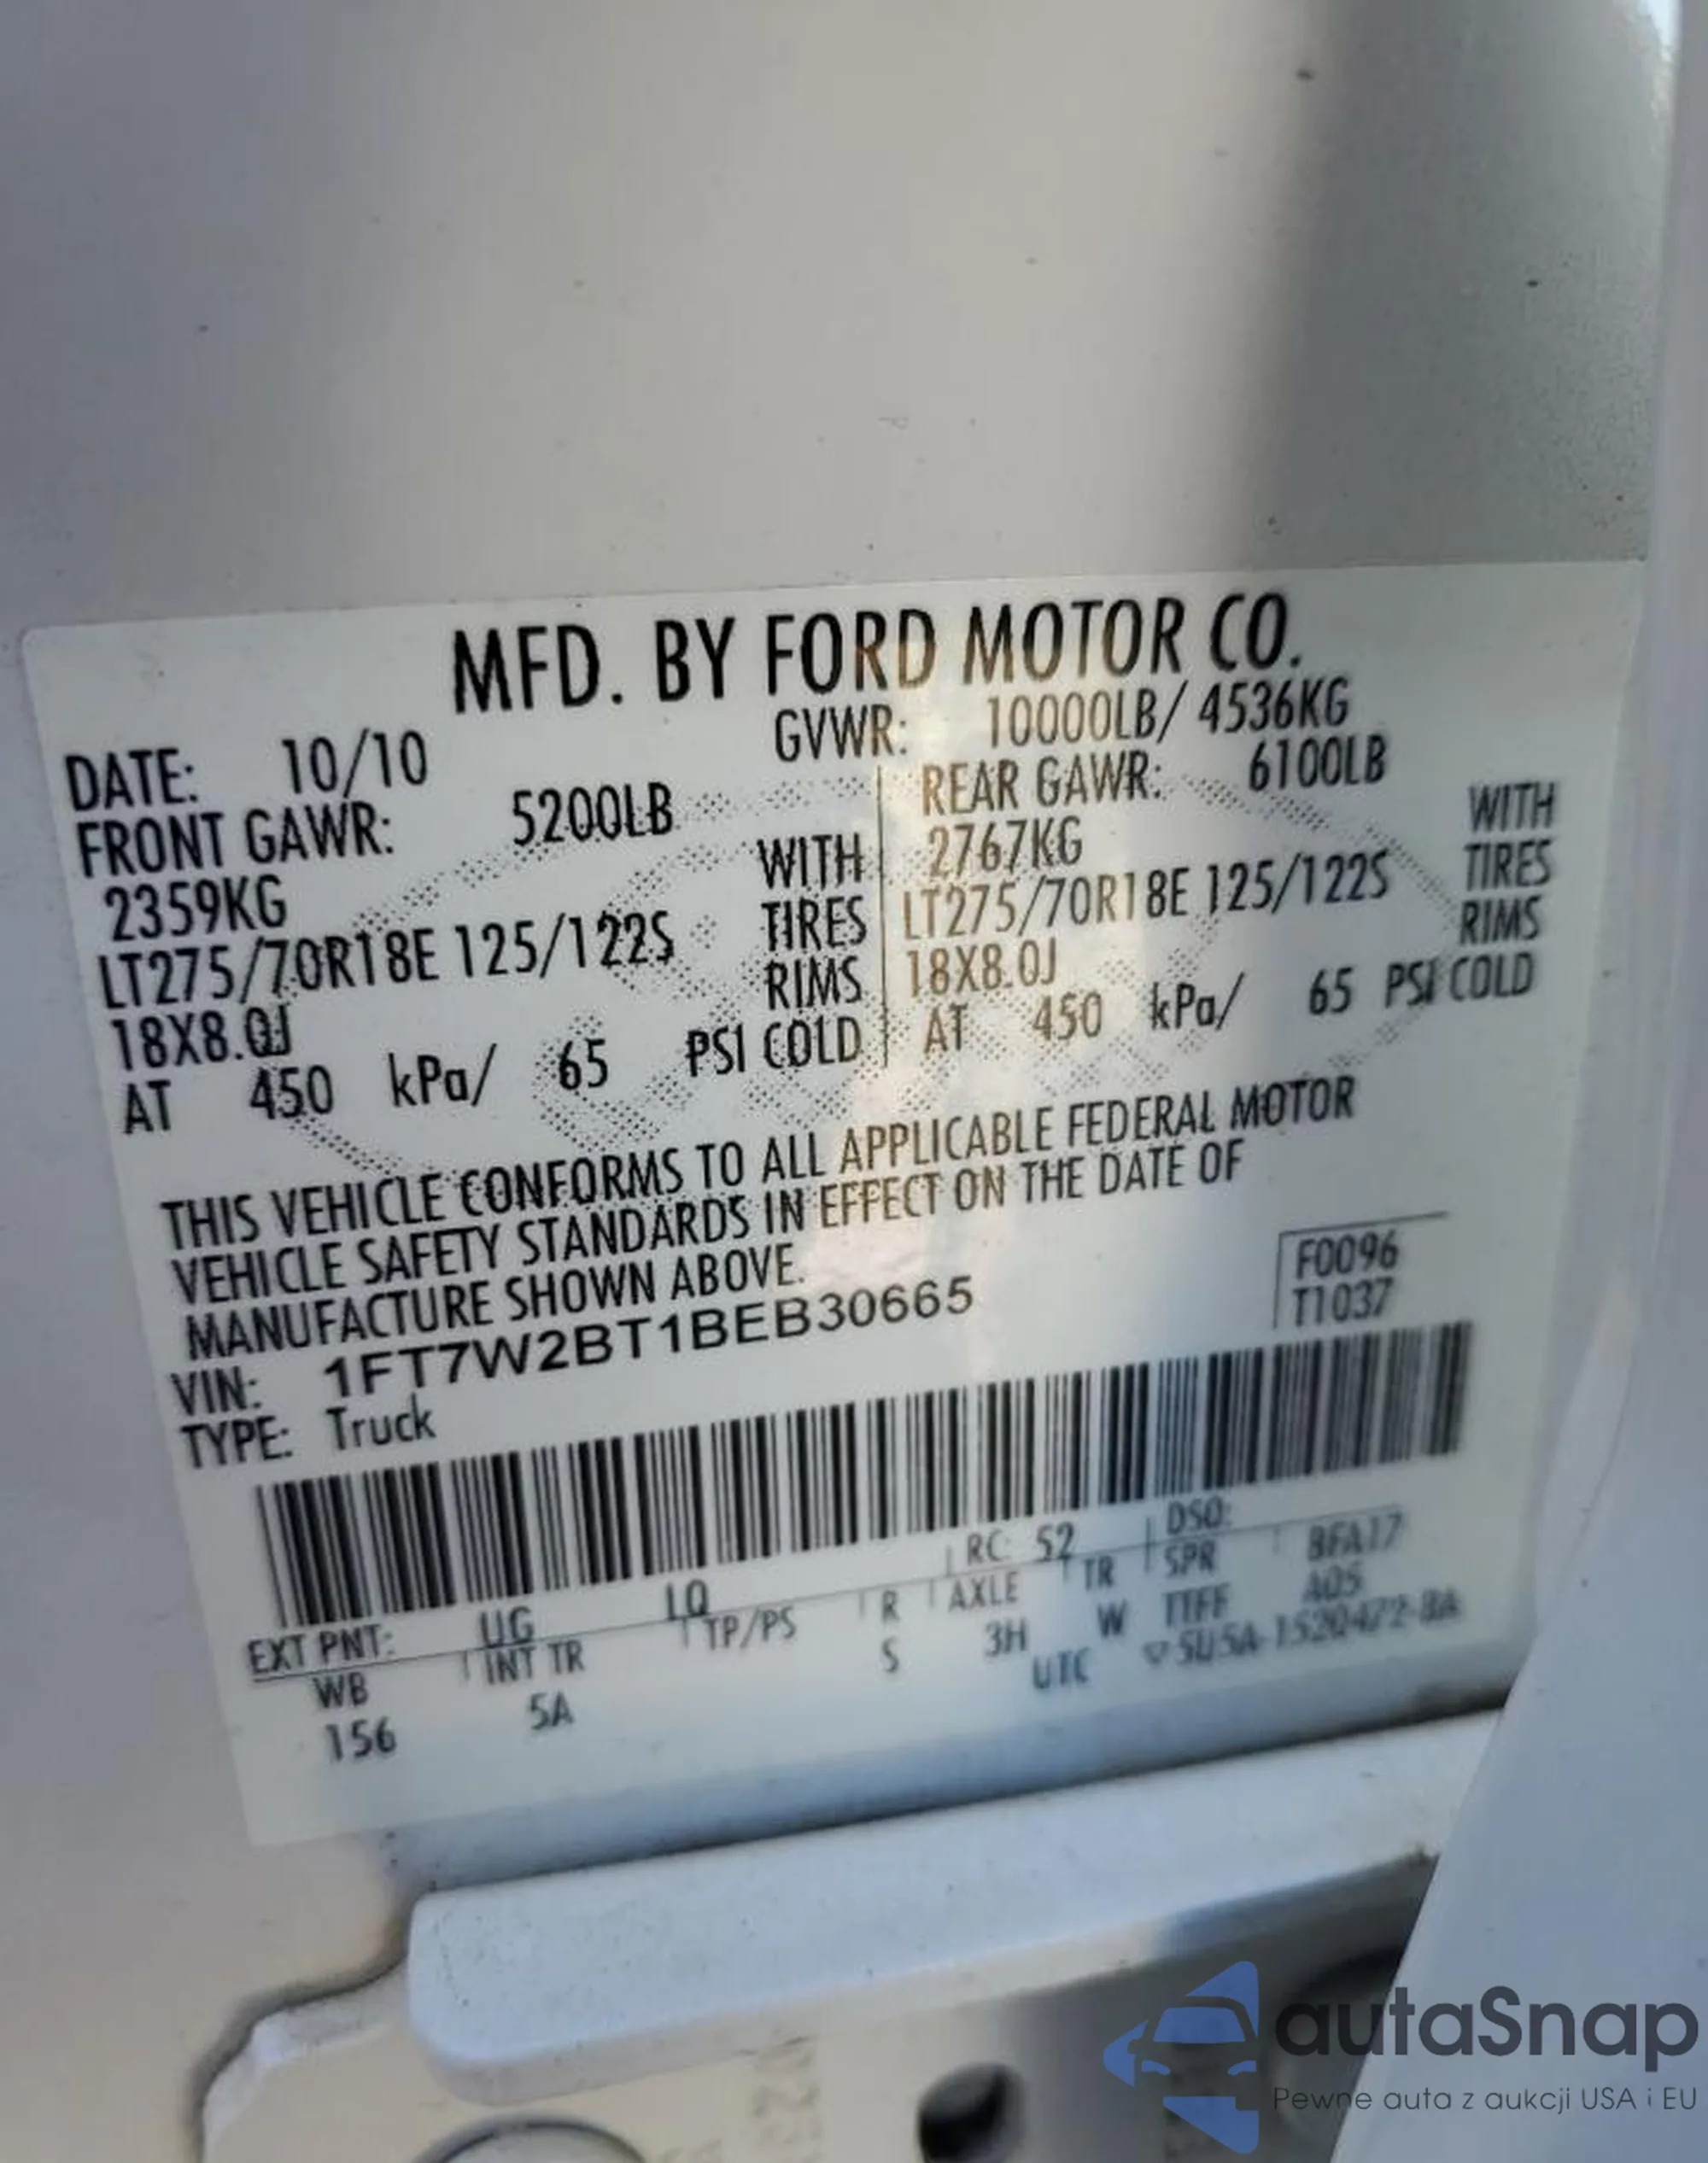 MFD. BY FORD MOTOR CO.
DATE: 10/10 GVWR: 10000LB/ 4536KG
FRONT GAWR: 5200LB REAR GAWR: 6100LB
2359KG WITH 2767KG WITH
LT275/70R18E 125/122S TIRES LT275/70R18E 125/122S TIRES
18X8.0J RIMS 18X8.0J RIMS
AT 450 kPa/ 65 PSI COLD AT 450 kPa/ 65 PSI COLD
THIS VEHICLE CONFORMS TO ALL APPLICABLE FEDERAL MOTOR
VEHICLE SAFETY STANDARDS IN EFFECT ON THE DATE OF
MANUFACTURE SHOWN ABOVE.
F0096
T1037
VIN: 1FT7W2BT1BEB30665
TYPE: Truck
EXT PNT: UG LQ RC: 52 DSO: BFA17
WB INT TR TP/PS R AXLE TR SPR AQS
156 5A S 3H W TTFF
UTC ▽5U5A-1520472-BA
autaSnap
Pewne auta z aukcji USA i EU